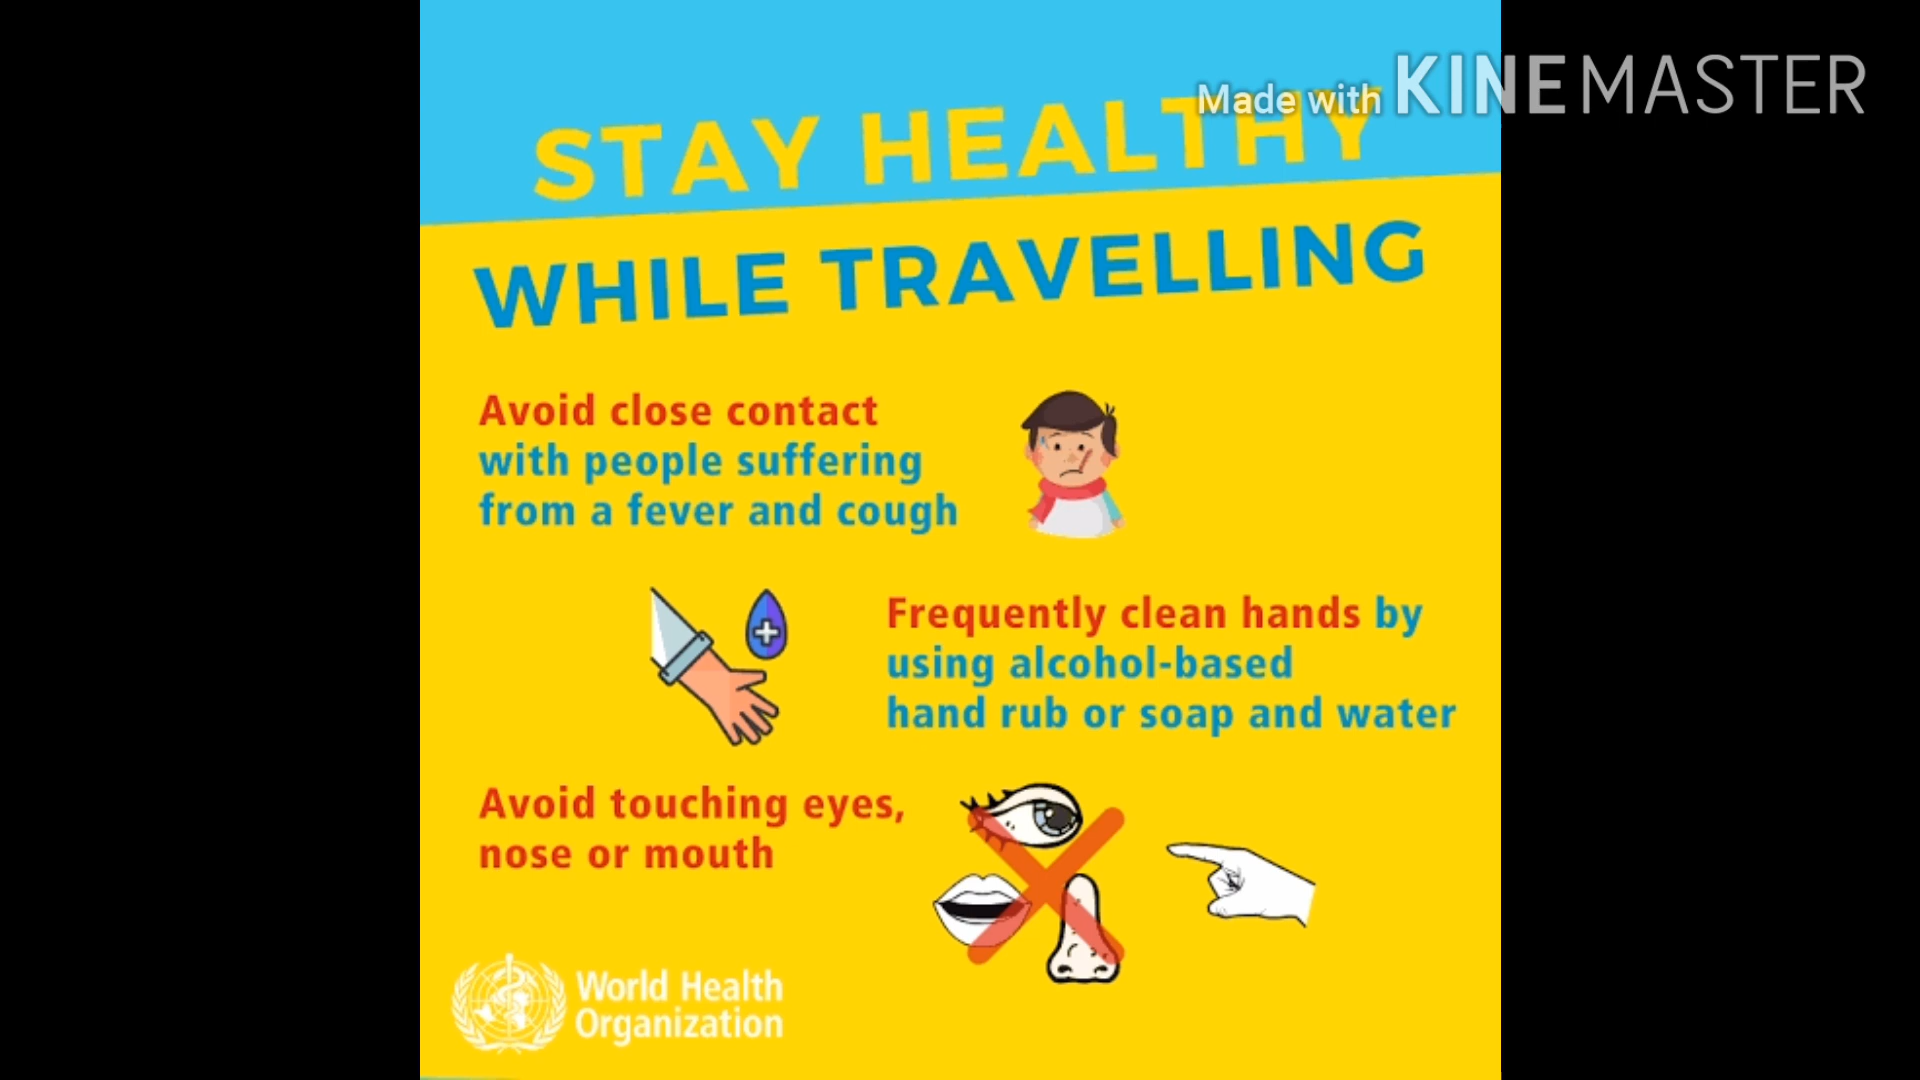 Made with KINEMASTER
STAY HEALTHY
WHILE TRAVELLING
Avoid close contact
with people suffering
from a fever and cough
Frequently clean hands by
using alcohol-based
hand rub or soap and water
Avoid touching eyes,
nose or mouth
World Health
Organization